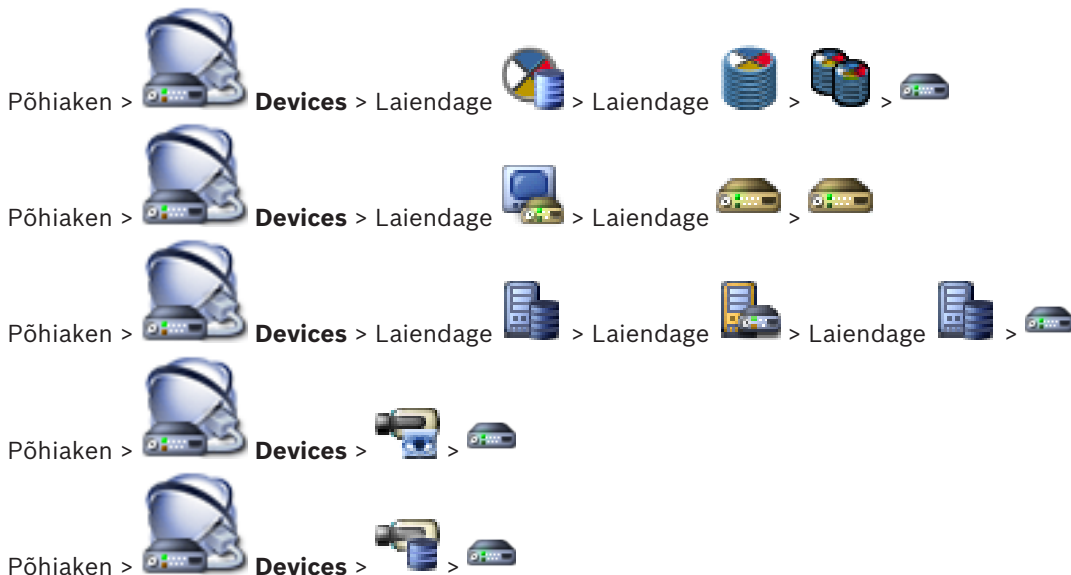 Põhiaken > Devices > Laiendage > Laiendage > >
Põhiaken > Devices > Laiendage > Laiendage >
Põhiaken > Devices > Laiendage > Laiendage > Laiendage >
Põhiaken > Devices > >
Põhiaken > Devices > >